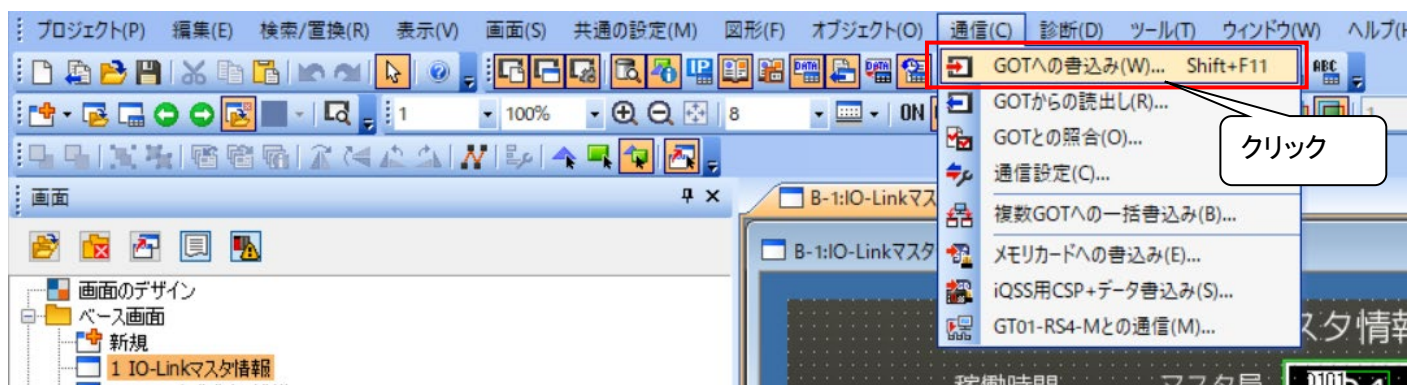 プロジェクト(P) 編集(E) 検索/置換(R) 表示(V) 画面(S) 共通の設定(M) 図形(F) オブジェクト(O) 通信(C) 診断(D) ツール(T) ウィンドウ(W) ヘルプ(H
GOTへの書込み(W)... Shift+F11
GOTからの読出し(R)...
GOTとの照合(O)...
通信設定(C)...
複数GOTへの一括書込み(B)...
メモリカードへの書込み(E)...
iQSS用CSP+データ書込み(S)...
GT01-RS4-Mとの通信(M)...
クリック
1 100% 8 ON 1
画面
B-1:IO-Linkマス
B-1:IO-Linkマスタ
画面のデザイン
ベース画面
新規
1 IO-Linkマスタ情報
スタ情報
稼働時間 マスタ局 0101